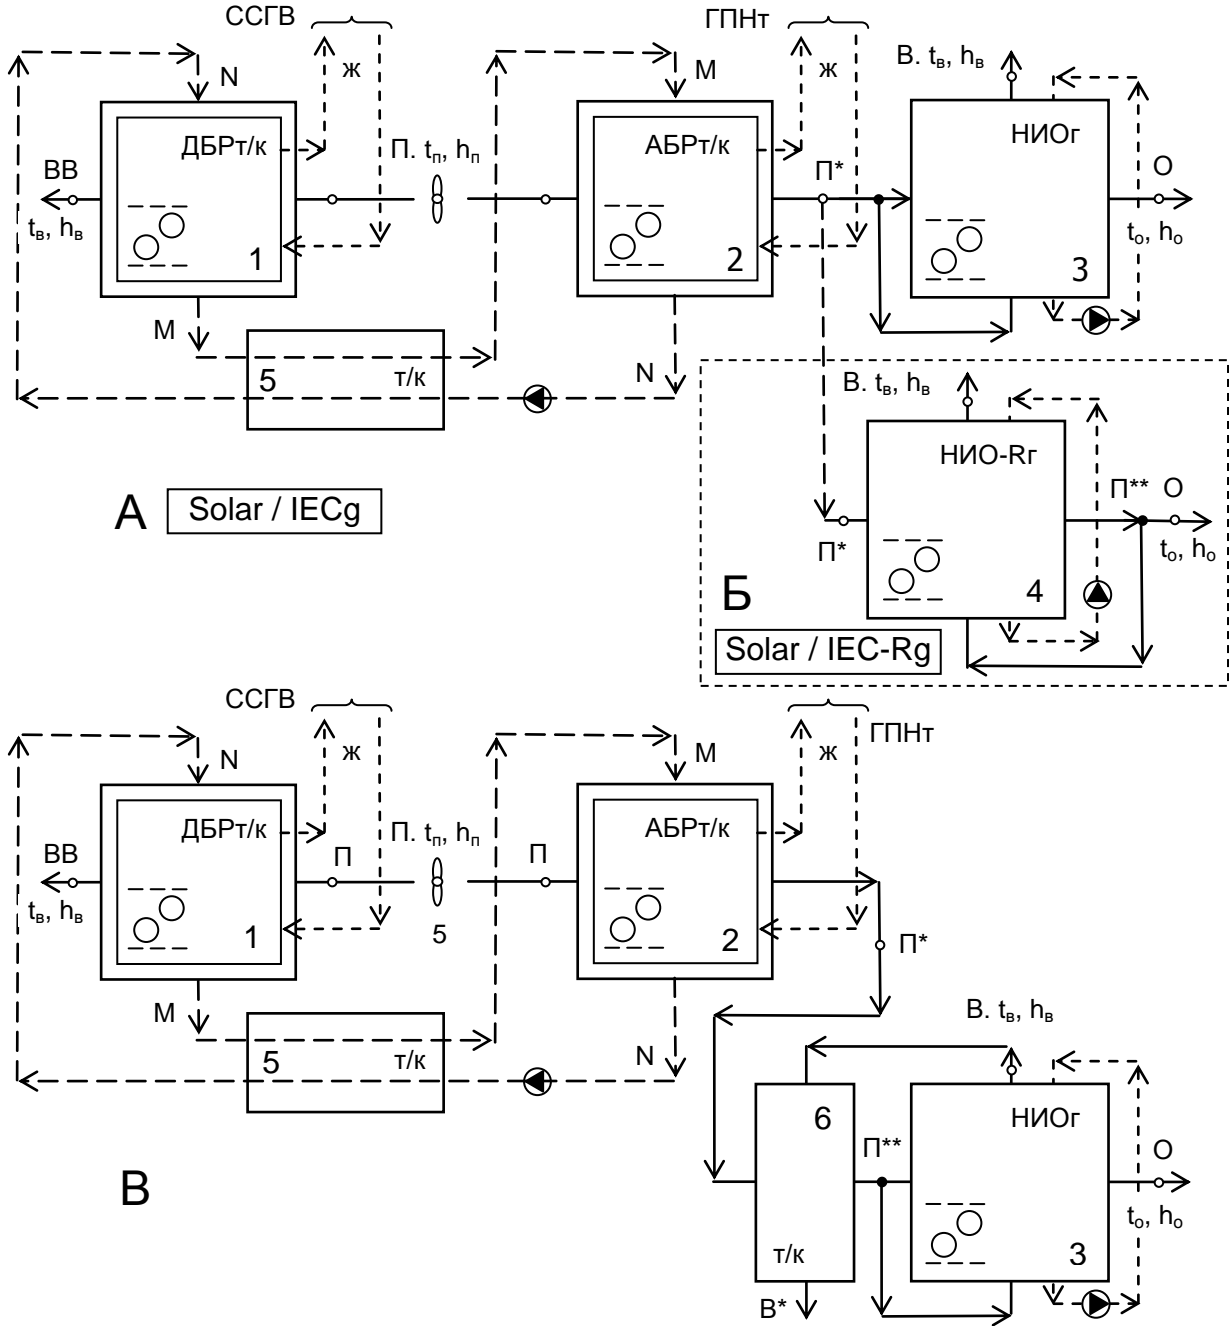 ССГВ
ГПНт
N
ж
М
ж
В. tв, hв
ДБРт/к
АБРт/к
НИОг
ВВ
П. tп, hп
П*
О
tв, hв
1
2
3
tо, hо
М
5
т/к
N
В. tв, hв
НИО-Rг
П**
О
П*
tо, hо
4
А
Solar / IECg
Б
Solar / IEC-Rg
ССГВ
ГПНт
N
ж
М
ж
ДБРт/к
АБРт/к
ВВ
П
П. tп, hп
П
tв, hв
1
5
2
П*
М
5
т/к
N
В. tв, hв
6
НИОг
П**
О
tо, hо
В
т/к
3
В*